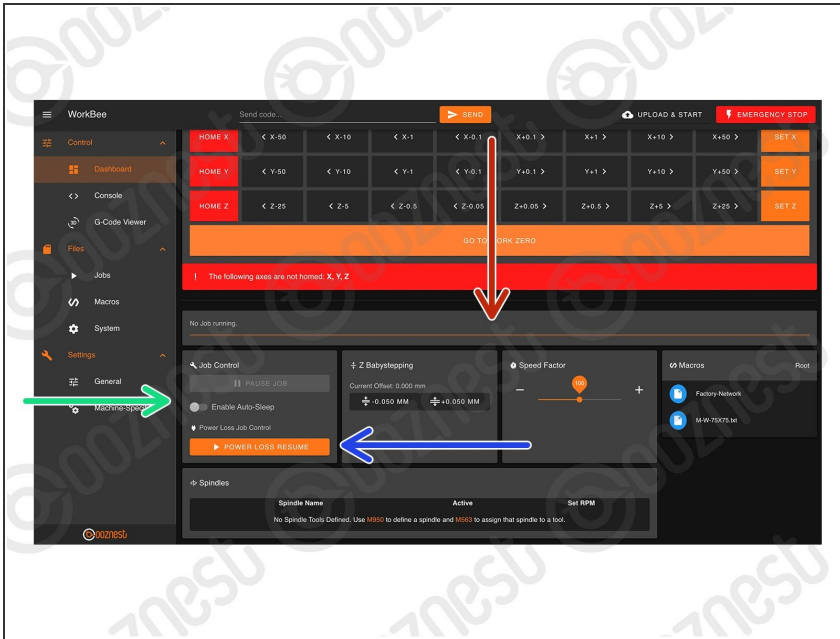 WorkBee
Send code...
SEND
UPLOAD & START
EMERGENCY STOP
Control
Dashboard
Console
G-Code Viewer
Files
Jobs
Macros
System
Settings
General
Machine-Specific
ooznest
HOME X < X-50 < X-10 < X-1 < X-0.1 X+0.1 > X+1 > X+10 > X+50 > SET X
HOME Y < Y-50 < Y-10 < Y-1 < Y-0.1 Y+0.1 > Y+1 > Y+10 > Y+50 > SET Y
HOME Z < Z-25 < Z-5 < Z-0.5 < Z-0.05 Z+0.05 > Z+0.5 > Z+5 > Z+25 > SET Z
GO TO WORK ZERO
! The following axes are not homed: X, Y, Z
No Job running.
Job Control
PAUSE JOB
Enable Auto-Sleep
Power Loss Job Control
POWER LOSS RESUME
Z Babystepping
Current Offset: 0.000 mm
-0.050 MM +0.050 MM
Speed Factor
100
− +
Macros Root
Factory-Network
M-W-75X75.txt
Spindles
Spindle Name Active Set RPM
No Spindle Tools Defined. Use M950 to define a spindle and M563 to assign that spindle to a tool.